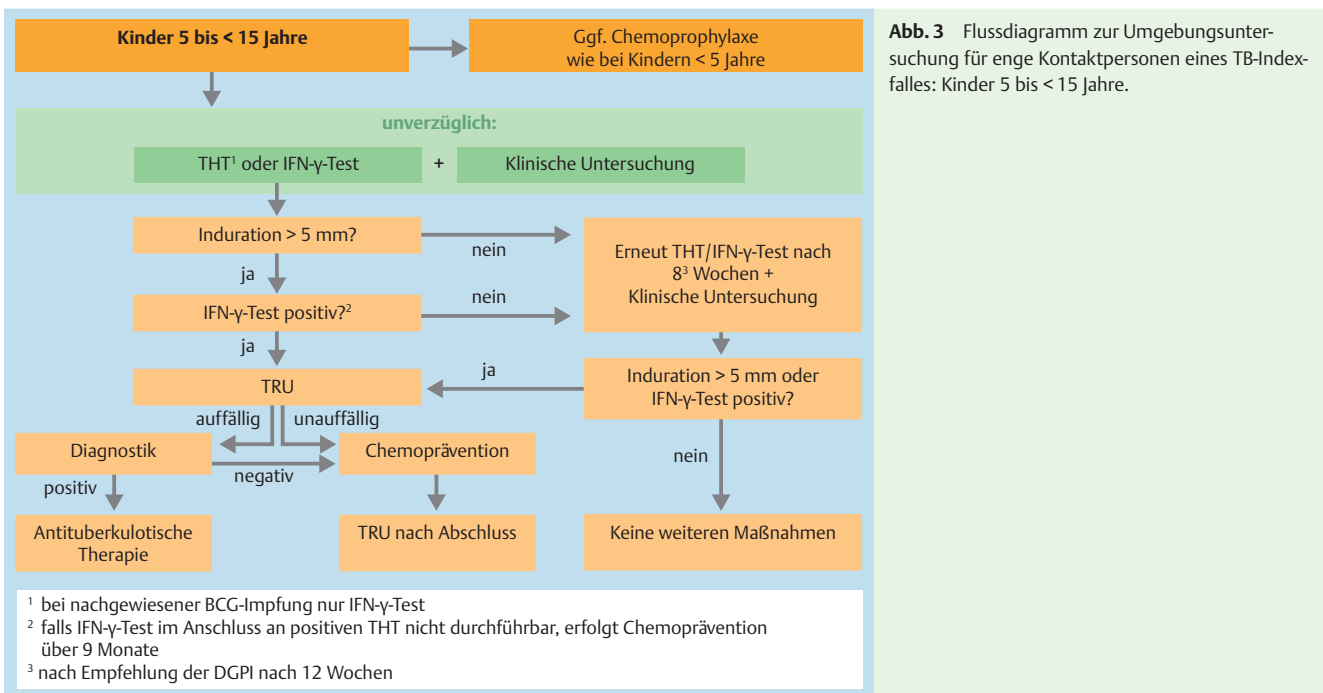 Kinder 5 bis < 15 Jahre
Ggf. Chemoprophylaxe
wie bei Kindern < 5 Jahre
unverzüglich:
THT¹ oder IFN-γ-Test
+
Klinische Untersuchung
Induration > 5 mm?
nein
ja
Erneut THT/IFN-γ-Test nach
8³ Wochen +
Klinische Untersuchung
IFN-γ-Test positiv?²
nein
ja
TRU
ja
Induration > 5 mm oder
IFN-γ-Test positiv?
auffällig
unauffällig
Diagnostik
Chemoprävention
negativ
nein
positiv
Antituberkulotische
Therapie
TRU nach Abschluss
Keine weiteren Maßnahmen
¹ bei nachgewiesener BCG-Impfung nur IFN-γ-Test
² falls IFN-γ-Test im Anschluss an positiven THT nicht durchführbar, erfolgt Chemoprävention
über 9 Monate
³ nach Empfehlung der DGPI nach 12 Wochen
Abb. 3 Flussdiagramm zur Umgebungsunter-
suchung für enge Kontaktpersonen eines TB-Index-
falles: Kinder 5 bis < 15 Jahre.